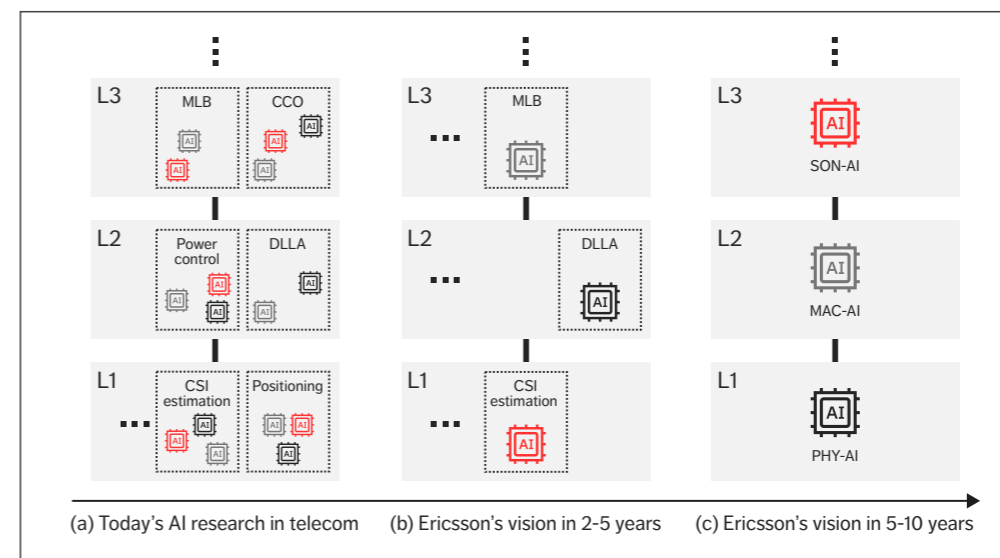 L3
MLB
AI
AI
CCO
AI
AI
AI
L2
Power
control
AI
AI
AI
DLLA
AI
AI
L1
CSI
estimation
AI
AI
AI
Positioning
AI
AI
AI
(a) Today's AI research in telecom
L3
MLB
AI
L2
DLLA
AI
L1
CSI
estimation
AI
(b) Ericsson's vision in 2-5 years
L3
AI
SON-AI
L2
AI
MAC-AI
L1
AI
PHY-AI
(c) Ericsson's vision in 5-10 years